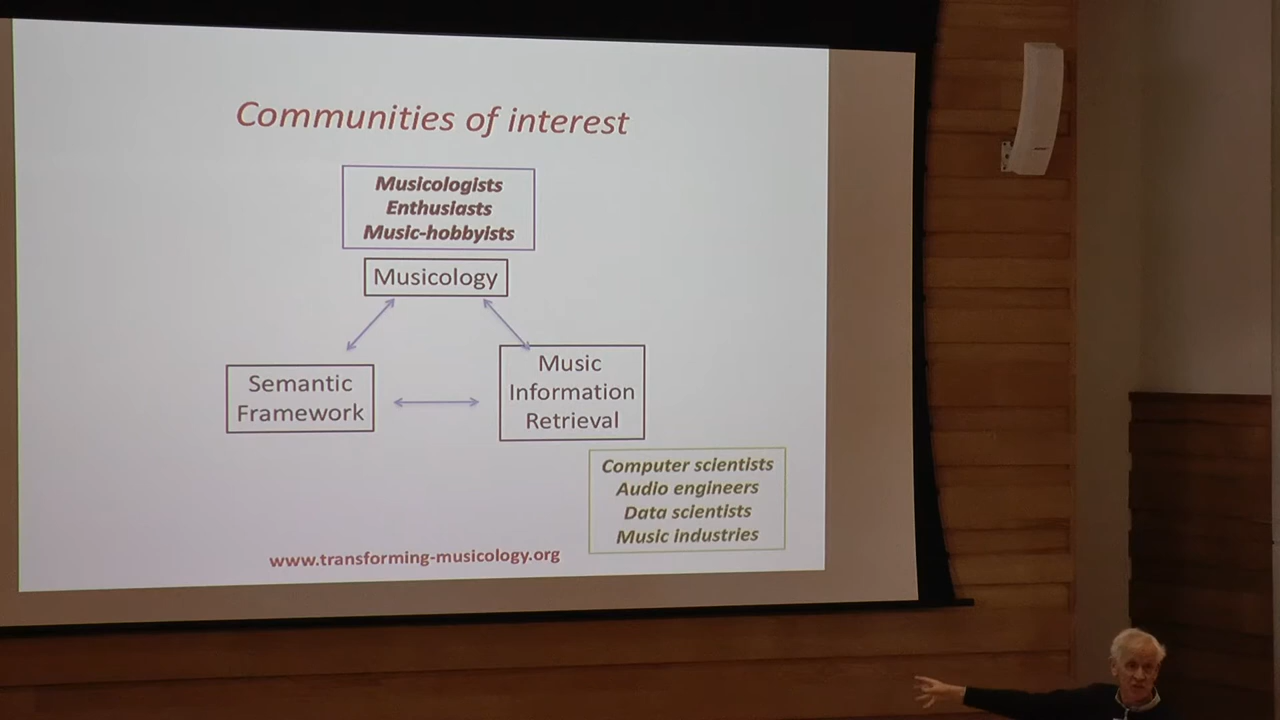 Communities of interest
Musicologists
Enthusiasts
Music-hobbyists
Musicology
Semantic
Framework
Music
Information
Retrieval
Computer scientists
Audio engineers
Data scientists
Music industries
www.transforming-musicology.org